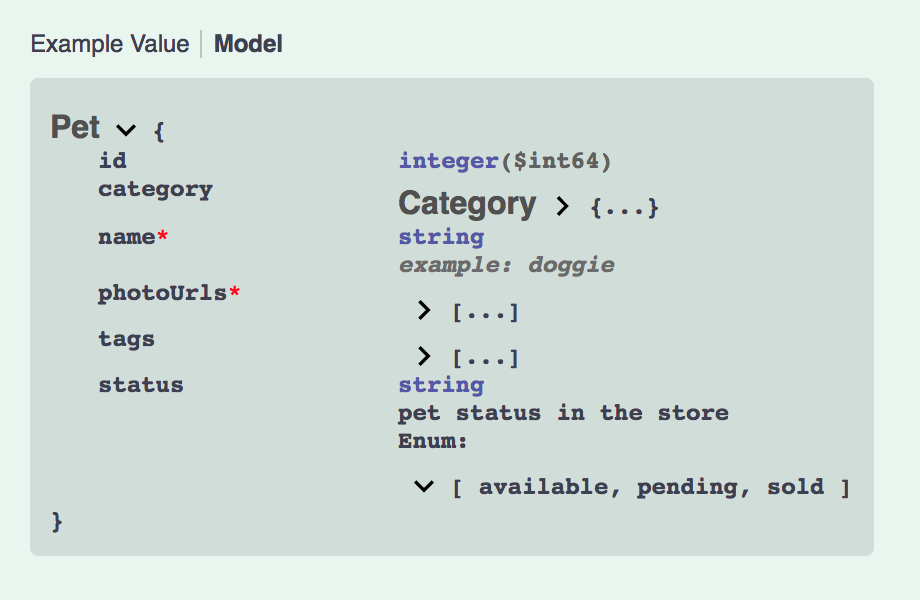 Example Value | Model
Pet {
id integer($int64)
category Category {...}
name* string
example: doggie
photoUrls* [...]
tags [...]
status string
pet status in the store
Enum:
[ available, pending, sold ]
}